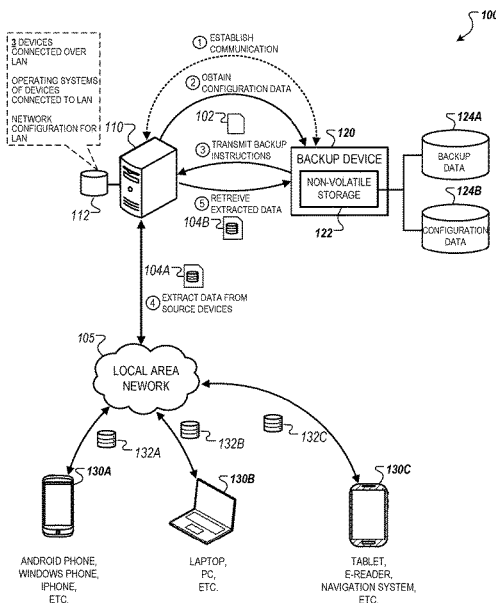 100
3 DEVICES
CONNECTED OVER
LAN
OPERATING SYSTEMS
OF DEVICES
CONNECTED TO LAN
NETWORK
CONFIGURATION FOR
LAN
110
112
1 ESTABLISH
COMMUNICATION
2 OBTAIN
CONFIGURATION DATA
102
3 TRANSMIT BACKUP
INSTRUCTIONS
5 RETREIVE
EXTRACTED DATA
104B
120
BACKUP DEVICE
NON-VOLATILE
STORAGE
122
124A
BACKUP
DATA
124B
CONFIGURATION
DATA
104A
4 EXTRACT DATA FROM
SOURCE DEVICES
105
LOCAL AREA
NEWORK
132A
132B
132C
130A
130B
130C
ANDROID PHONE,
WINDOWS PHONE,
IPHONE,
ETC.
LAPTOP,
PC,
ETC.
TABLET,
E-READER,
NAVIGATION SYSTEM,
ETC.